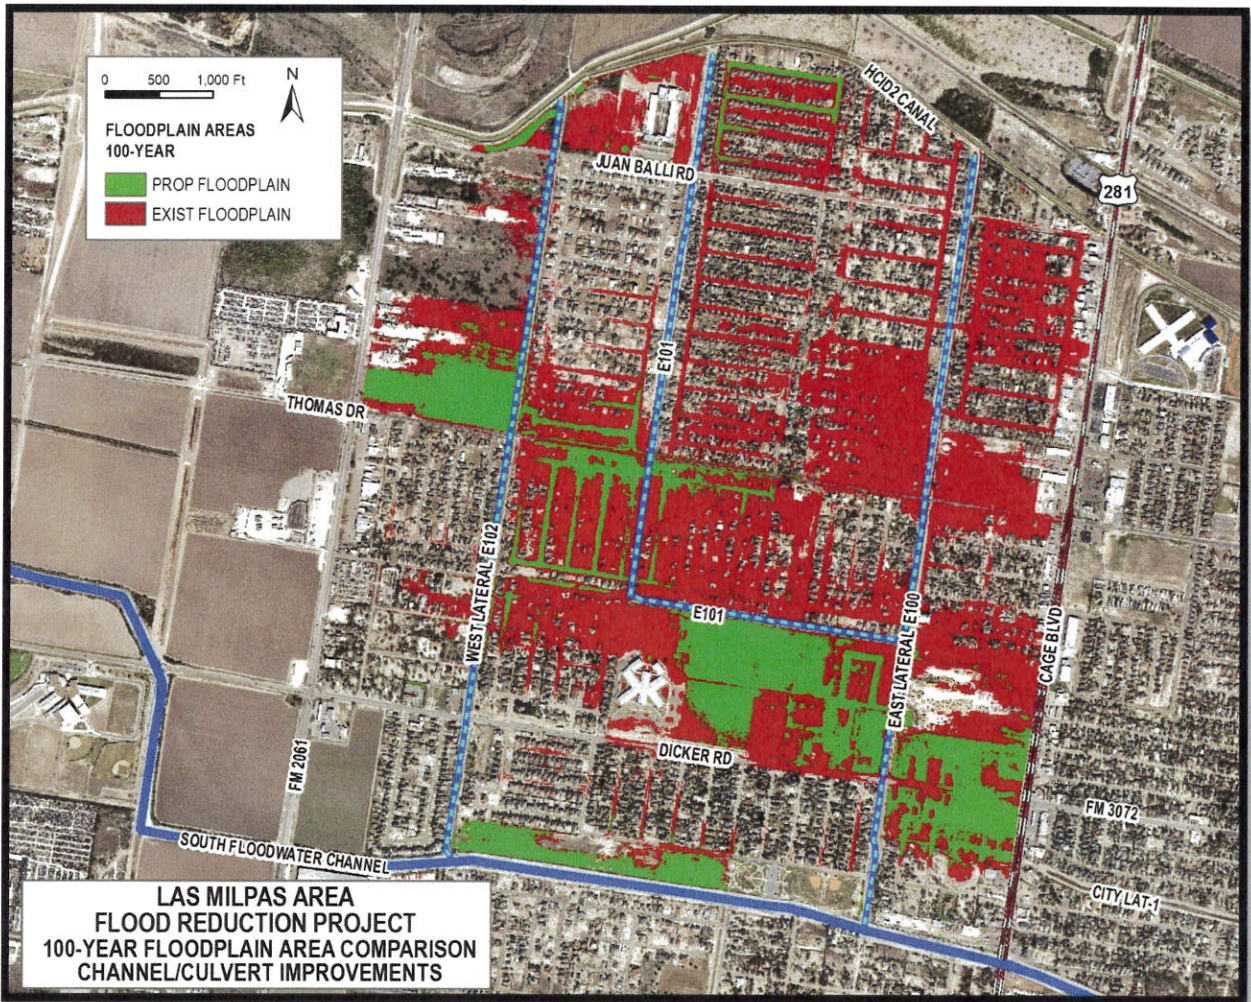 0 500 1,000 Ft
N
FLOODPLAIN AREAS
100-YEAR
PROP FLOODPLAIN
EXIST FLOODPLAIN
HCID2 CANAL
JUAN BALLI RD
281
E101
THOMAS DR
WEST LATERAL E102
E101
EAST LATERAL E100
CAGE BLVD
FM 2061
DICKER RD
FM 3072
SOUTH FLOODWATER CHANNEL
CITY LAT-1
LAS MILPAS AREA
FLOOD REDUCTION PROJECT
100-YEAR FLOODPLAIN AREA COMPARISON
CHANNEL/CULVERT IMPROVEMENTS